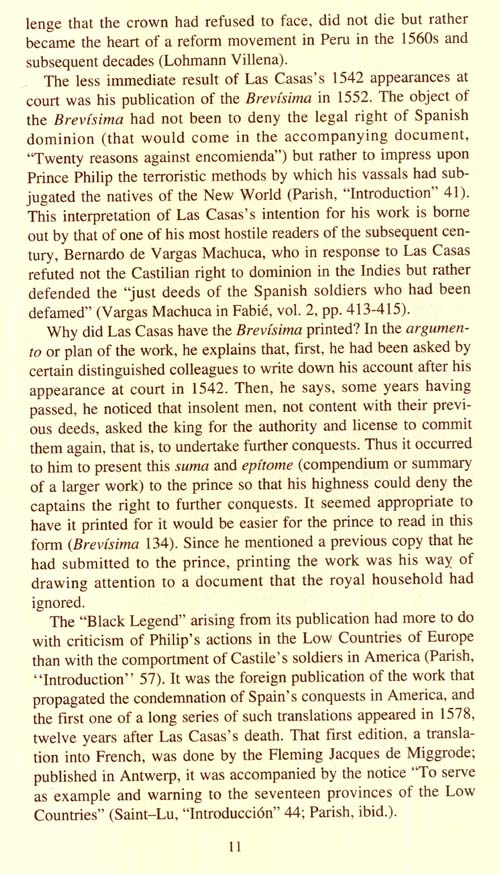 lenge that the crown had refused to face, did not die but rather
became the heart of a reform movement in Peru in the 1560s and
subsequent decades (Lohmann Villena).
The less immediate result of Las Casas's 1542 appearances at
court was his publication of the Brevísima in 1552. The object of
the Brevísima had not been to deny the legal right of Spanish
dominion (that would come in the accompanying document,
“Twenty reasons against encomienda”) but rather to impress upon
Prince Philip the terroristic methods by which his vassals had sub-
jugated the natives of the New World (Parish, “Introduction” 41).
This interpretation of Las Casas's intention for his work is borne
out by that of one of his most hostile readers of the subsequent cen-
tury, Bernardo de Vargas Machuca, who in response to Las Casas
refuted not the Castilian right to dominion in the Indies but rather
defended the “just deeds of the Spanish soldiers who had been
defamed” (Vargas Machuca in Fabié, vol. 2, pp. 413-415).
Why did Las Casas have the Brevísima printed? In the argumen-
to or plan of the work, he explains that, first, he had been asked by
certain distinguished colleagues to write down his account after his
appearance at court in 1542. Then, he says, some years having
passed, he noticed that insolent men, not content with their previ-
ous deeds, asked the king for the authority and license to commit
them again, that is, to undertake further conquests. Thus it occurred
to him to present this suma and epítome (compendium or summary
of a larger work) to the prince so that his highness could deny the
captains the right to further conquests. It seemed appropriate to
have it printed for it would be easier for the prince to read in this
form (Brevísima 134). Since he mentioned a previous copy that he
had submitted to the prince, printing the work was his way of
drawing attention to a document that the royal household had
ignored.
The “Black Legend” arising from its publication had more to do
with criticism of Philip's actions in the Low Countries of Europe
than with the comportment of Castile's soldiers in America (Parish,
‘‘Introduction’’ 57). It was the foreign publication of the work that
propagated the condemnation of Spain's conquests in America, and
the first one of a long series of such translations appeared in 1578,
twelve years after Las Casas's death. That first edition, a transla-
tion into French, was done by the Fleming Jacques de Miggrode;
published in Antwerp, it was accompanied by the notice “To serve
as example and warning to the seventeen provinces of the Low
Countries” (Saint–Lu, “Introducción” 44; Parish, ibid.).
11